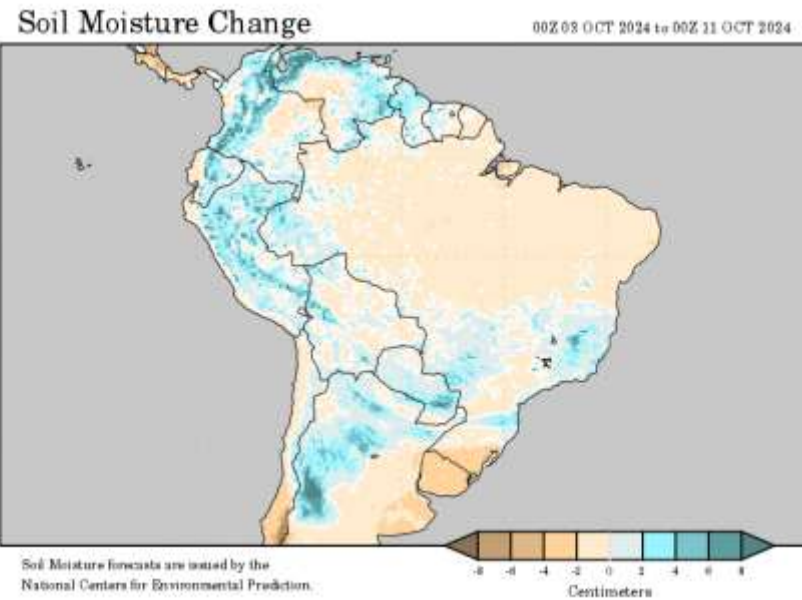 Soil Moisture Change
00Z 03 OCT 2024 to 00Z 11 OCT 2024
-8 -6 -4 -2 0 2 4 6 8
Centimeters
Soil Moisture forecasts are issued by the
National Centers for Environmental Prediction.